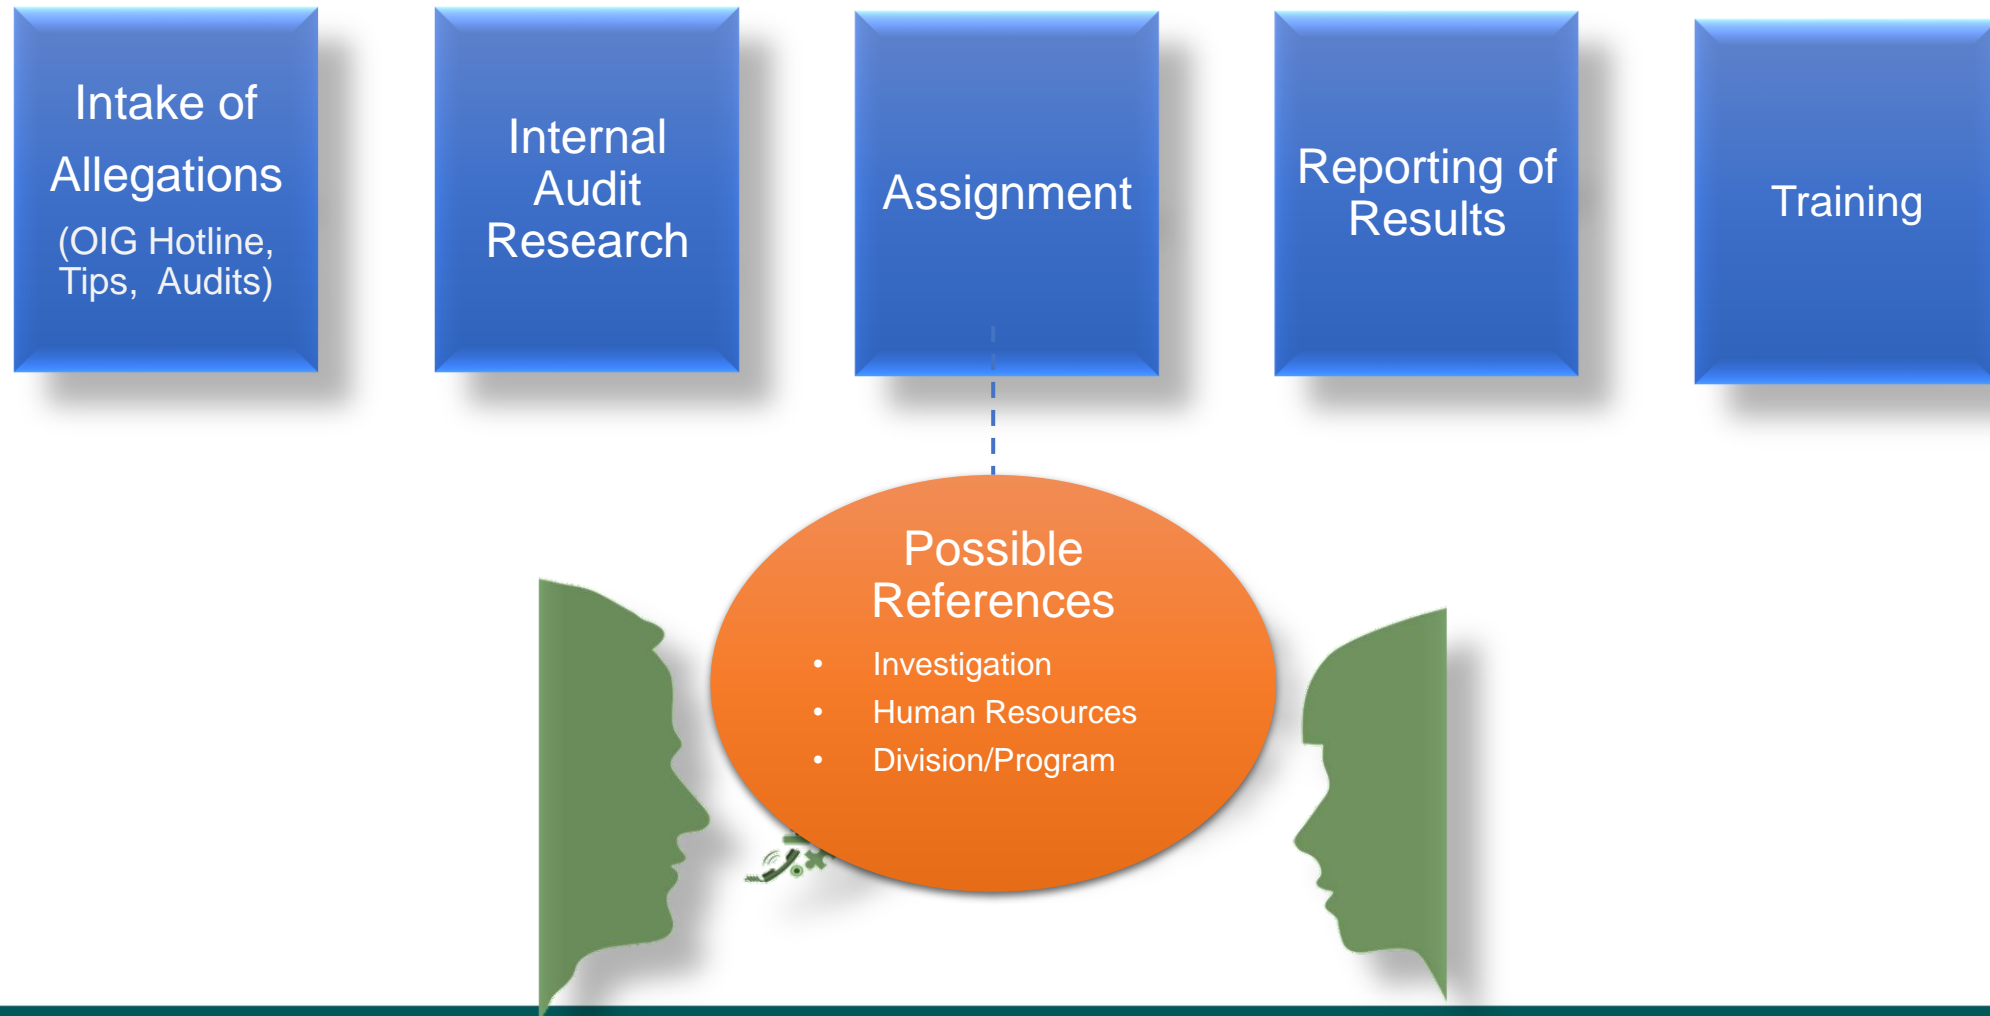 Intake of
Allegations
(OIG Hotline,
Tips,  Audits)
Internal
Audit
Research
Assignment
Reporting of
Results
Training
Possible
References
• Investigation
• Human Resources
• Division/Program